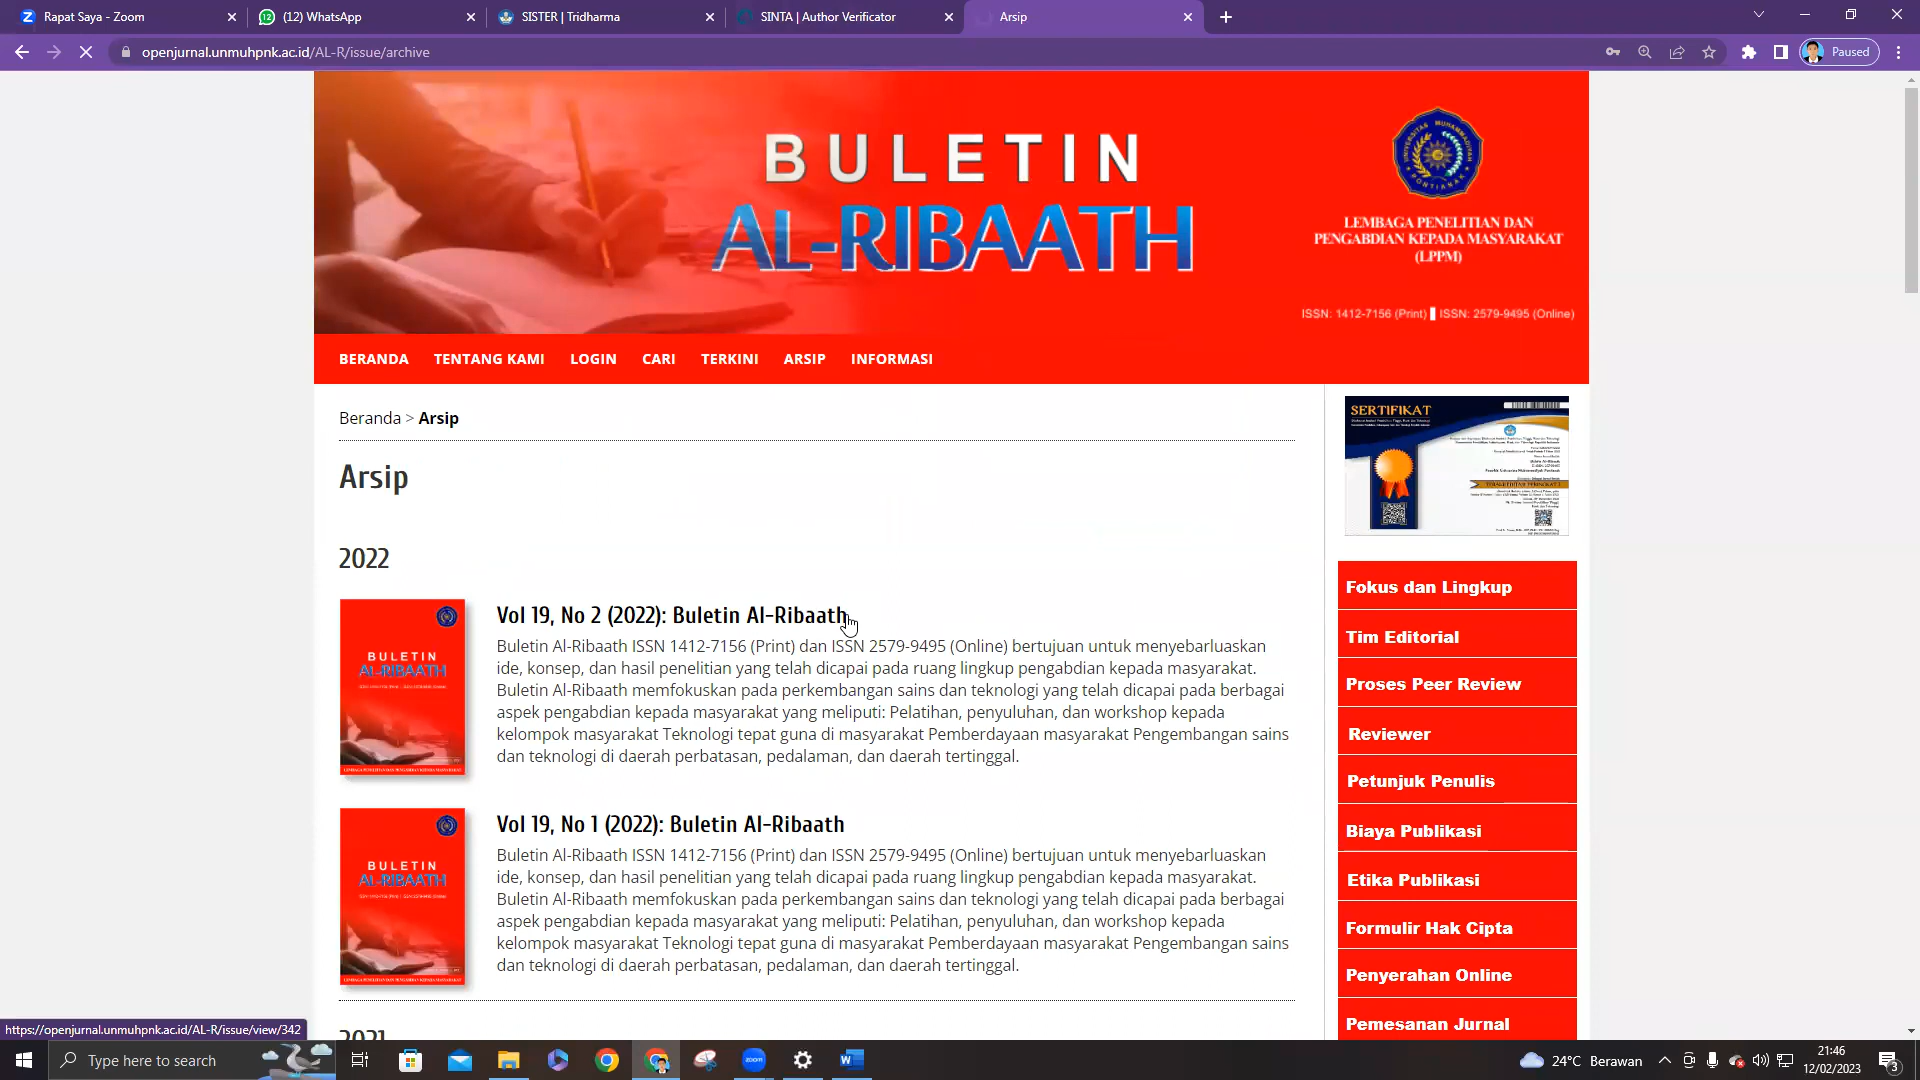 Rapat Saya - Zoom
(12) WhatsApp
SISTER | Tridharma
SINTA | Author Verificator
Arsip
openjurnal.unmuhpnk.ac.id/AL-R/issue/archive
Paused
BULETIN
AL-RIBAATH
UNIVERSITAS MUHAMMADIYAH
PONTIANAK
LEMBAGA PENELITIAN DAN
PENGABDIAN KEPADA MASYARAKAT
(LPPM)
ISSN: 1412-7156 (Print) ISSN: 2579-9495 (Online)
BERANDA TENTANG KAMI LOGIN CARI TERKINI ARSIP INFORMASI
Beranda > Arsip
Arsip
2022
BULETIN
AL-RIBAATH
Vol 19, No 2 (2022): Buletin Al-Ribaath
Buletin Al-Ribaath ISSN 1412-7156 (Print) dan ISSN 2579-9495 (Online) bertujuan untuk menyebarluaskan
ide, konsep, dan hasil penelitian yang telah dicapai pada ruang lingkup pengabdian kepada masyarakat.
Buletin Al-Ribaath memfokuskan pada perkembangan sains dan teknologi yang telah dicapai pada berbagai
aspek pengabdian kepada masyarakat yang meliputi: Pelatihan, penyuluhan, dan workshop kepada
kelompok masyarakat Teknologi tepat guna di masyarakat Pemberdayaan masyarakat Pengembangan sains
dan teknologi di daerah perbatasan, pedalaman, dan daerah tertinggal.
BULETIN
AL-RIBAATH
Vol 19, No 1 (2022): Buletin Al-Ribaath
Buletin Al-Ribaath ISSN 1412-7156 (Print) dan ISSN 2579-9495 (Online) bertujuan untuk menyebarluaskan
ide, konsep, dan hasil penelitian yang telah dicapai pada ruang lingkup pengabdian kepada masyarakat.
Buletin Al-Ribaath memfokuskan pada perkembangan sains dan teknologi yang telah dicapai pada berbagai
aspek pengabdian kepada masyarakat yang meliputi: Pelatihan, penyuluhan, dan workshop kepada
kelompok masyarakat Teknologi tepat guna di masyarakat Pemberdayaan masyarakat Pengembangan sains
dan teknologi di daerah perbatasan, pedalaman, dan daerah tertinggal.
2021
SERTIFIKAT
Fokus dan Lingkup
Tim Editorial
Proses Peer Review
Reviewer
Petunjuk Penulis
Biaya Publikasi
Etika Publikasi
Formulir Hak Cipta
Penyerahan Online
Pemesanan Jurnal
https://openjurnal.unmuhpnk.ac.id/AL-R/issue/view/342
Type here to search
zoom
24°C Berawan
21:46
12/02/2023
3